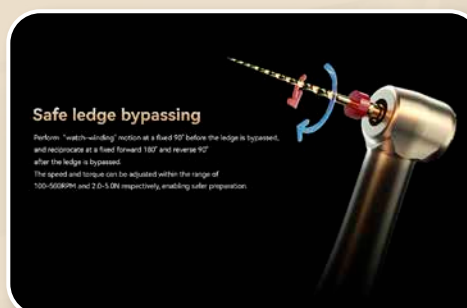 Safe ledge bypassing
Perform "watch-winding" motion at a fixed 90° before the ledge is bypassed,
and reciprocate at a fixed forward 180° and reverse 90°
after the ledge is bypassed.
The speed and torque can be adjusted within the range of
100-500RPM and 2.0-5.0N respectively, enabling safer preparation.